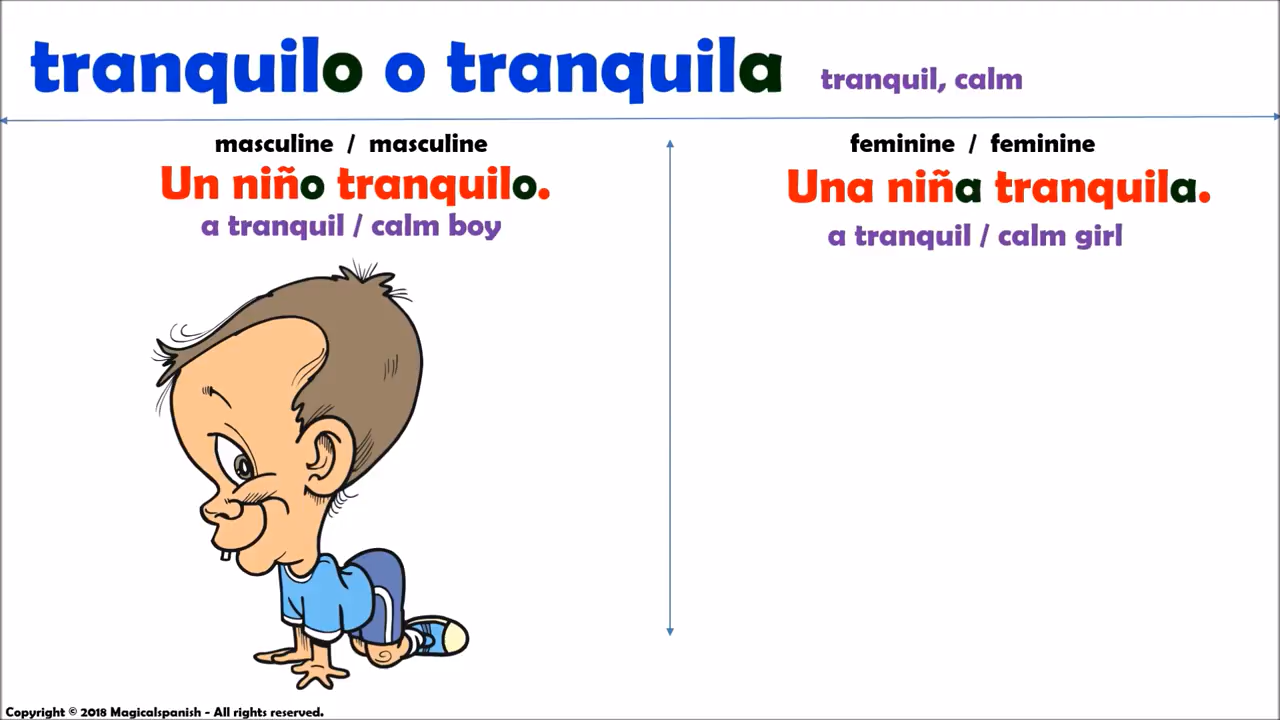 tranquilo o tranquila tranquil, calm
masculine / masculine
Un niño tranquilo.
a tranquil / calm boy
feminine / feminine
Una niña tranquila.
a tranquil / calm girl
Copyright © 2018 Magicalspanish - All rights reserved.